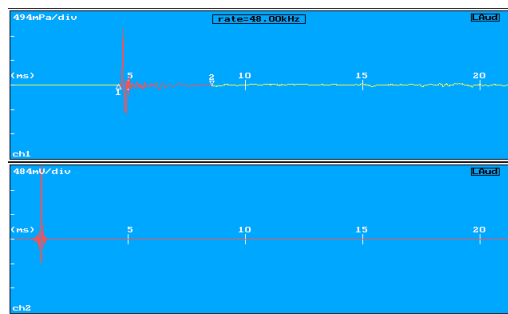 494mPa/div rate=48.00kHz LAud
(ms) 5 10 15 20
1 2
ch1
484mV/div LAud
(ms) 5 10 15 20
ch2